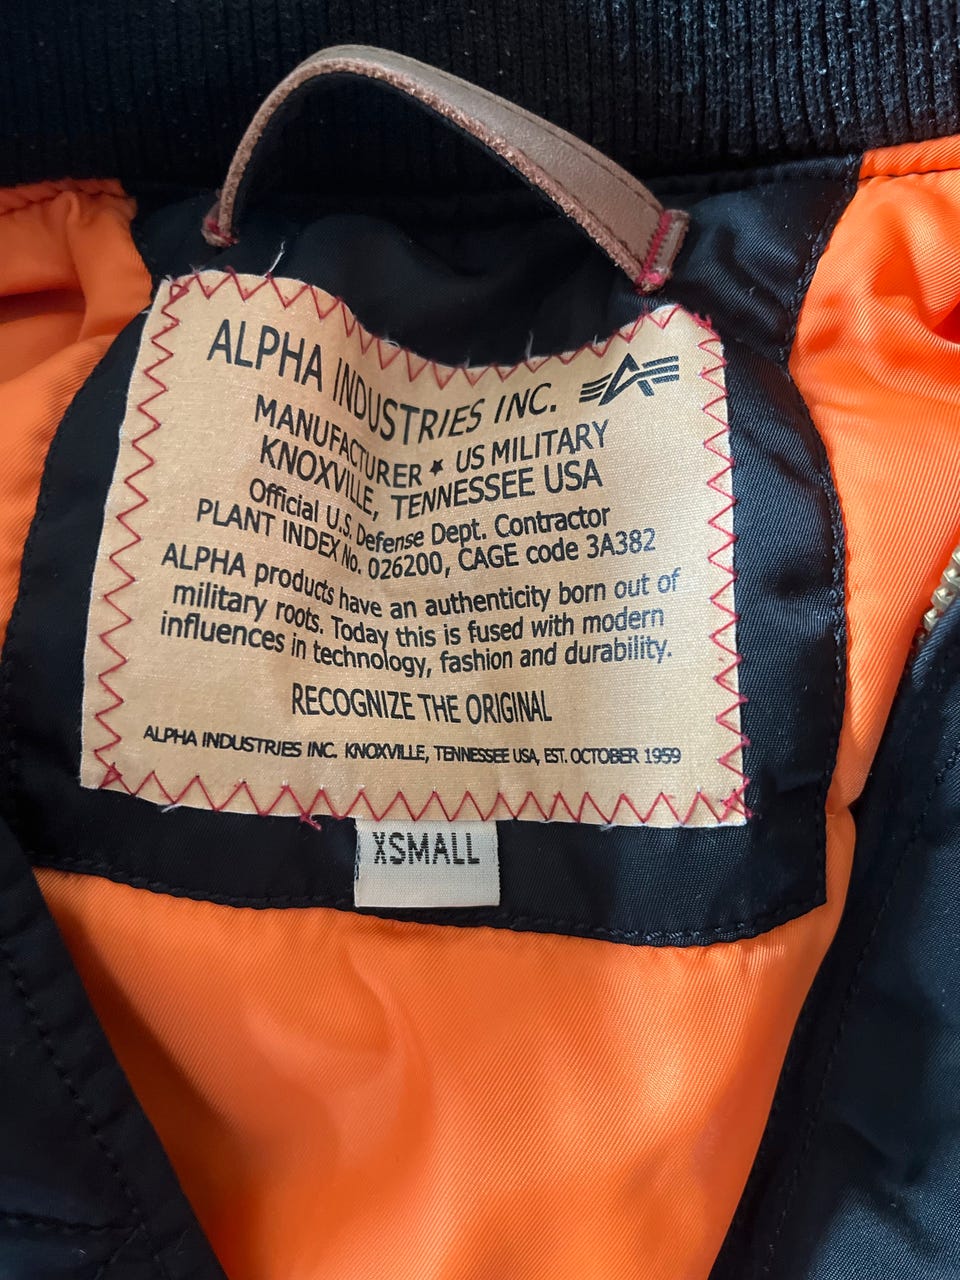 ALPHA INDUSTRIES INC.
MANUFACTURER ★ US MILITARY
KNOXVILLE, TENNESSEE USA
Official U.S. Defense Dept. Contractor
PLANT INDEX No. 026200, CAGE code 3A382
ALPHA products have an authenticity born out of
military roots. Today this is fused with modern
influences in technology, fashion and durability.
RECOGNIZE THE ORIGINAL
ALPHA INDUSTRIES INC. KNOXVILLE, TENNESSEE USA, EST. OCTOBER 1959
XSMALL